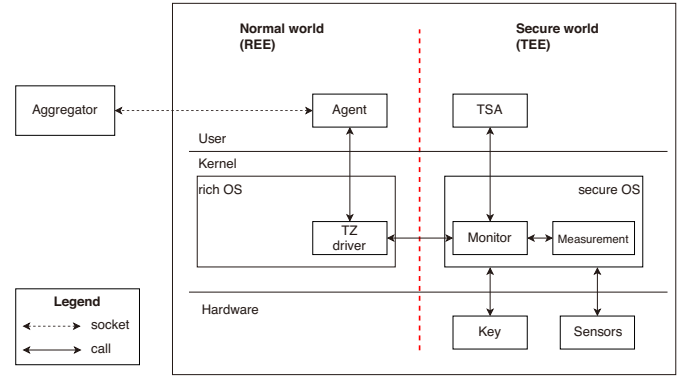 Normal world
(REE)
Secure world
(TEE)
Aggregator
Agent
TSA
User
Kernel
rich OS
secure OS
TZ
driver
Monitor
Measurement
Legend
socket
call
Hardware
Key
Sensors